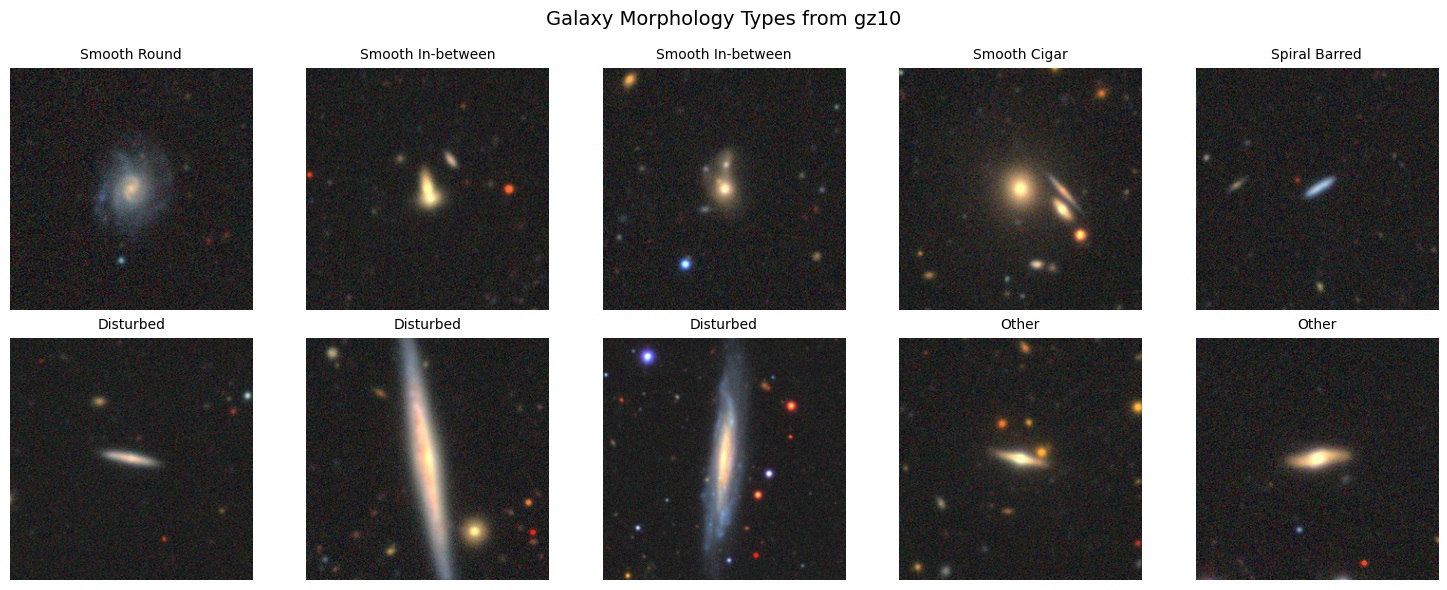 Galaxy Morphology Types from gz10
Smooth Round
Smooth In-between
Smooth In-between
Smooth Cigar
Spiral Barred
Disturbed
Disturbed
Disturbed
Other
Other